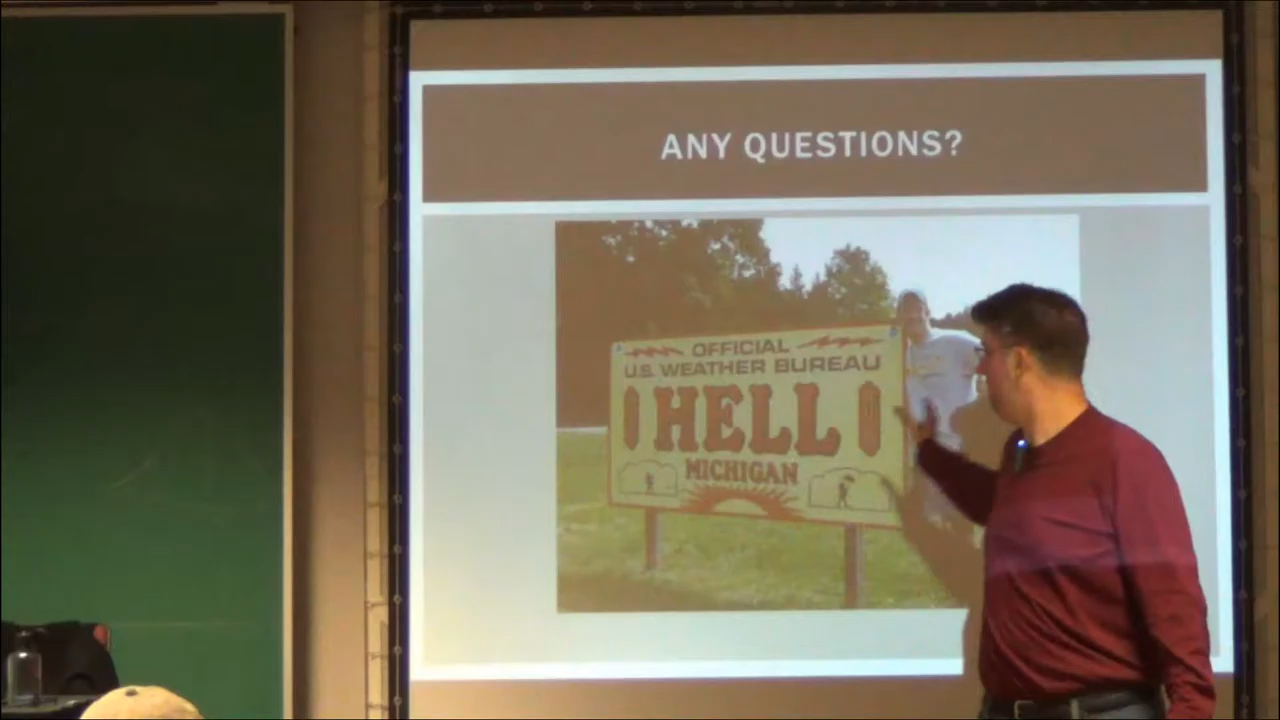 ANY QUESTIONS?
OFFICIAL
U.S. WEATHER BUREAU
HELL
MICHIGAN